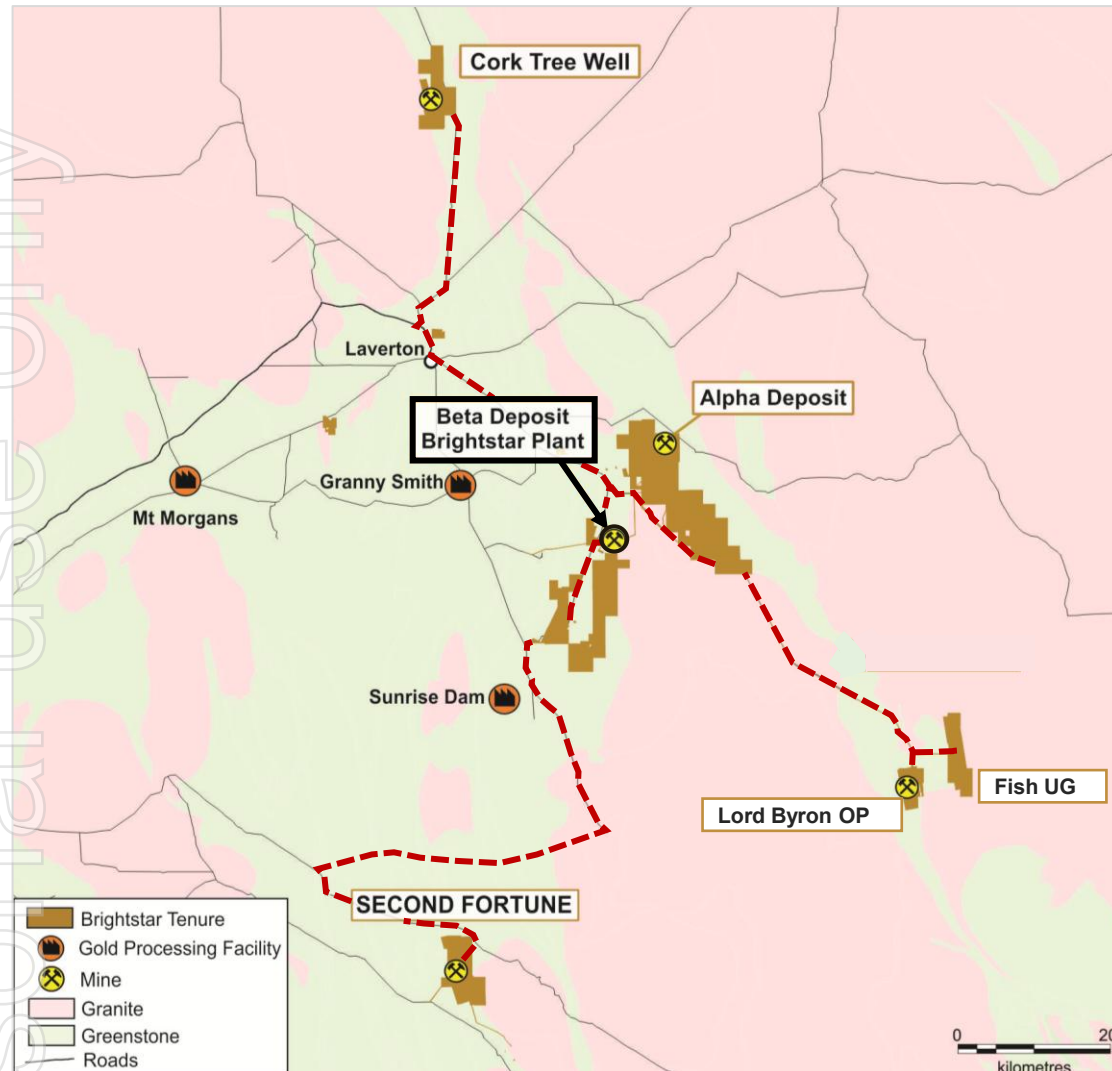 Cork Tree Well
Laverton
Alpha Deposit
Beta Deposit
Brightstar Plant
Granny Smith
Mt Morgans
Sunrise Dam
Fish UG
Lord Byron OP
SECOND FORTUNE
Brightstar Tenure
Gold Processing Facility
Mine
Granite
Greenstone
Roads
0 20
kilometres